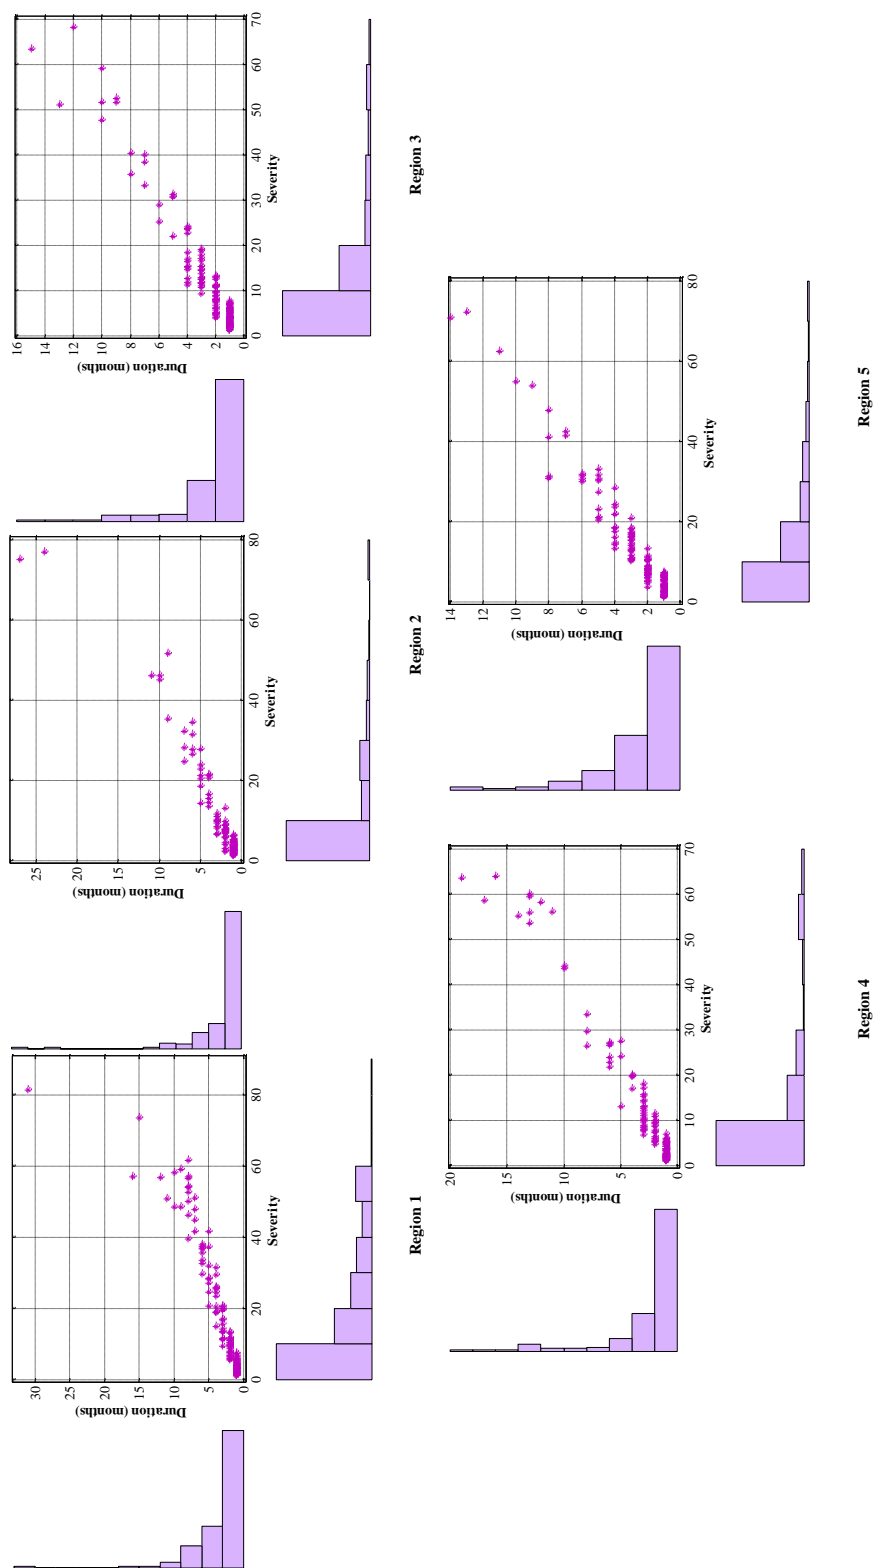 30
25
20
15
10
5
0
Duration (months)
0 20 40 60 80
Severity
Region 1
25
20
15
10
5
0
Duration (months)
0 20 40 60 80
Severity
Region 2
16
14
12
10
8
6
4
2
0
Duration (months)
0 10 20 30 40 50 60 70
Severity
Region 3
20
15
10
5
0
Duration (months)
0 10 20 30 40 50 60 70
Severity
Region 4
14
12
10
8
6
4
2
0
Duration (months)
0 20 40 60 80
Severity
Region 5